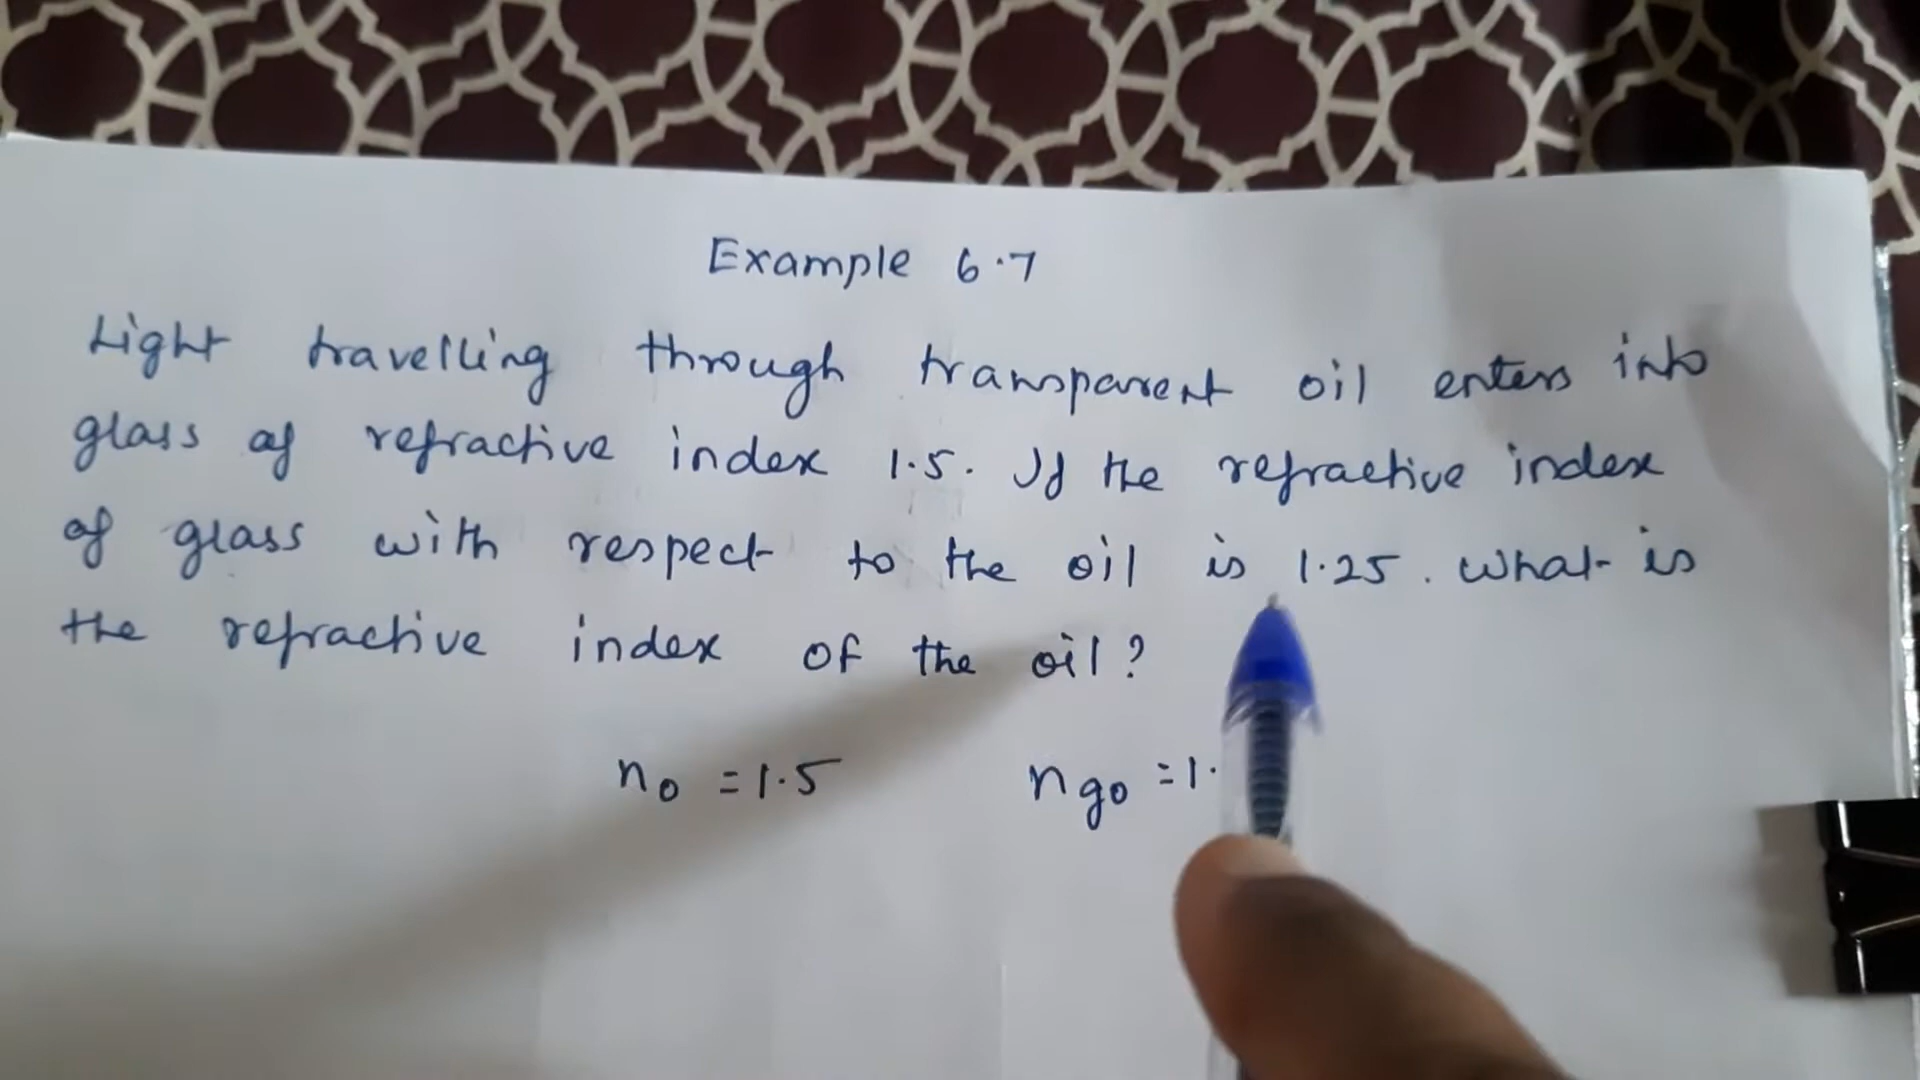 Example 6.7
Light travelling through transparent oil enters into
glass of refractive index 1.5. If the refractive index
of glass with respect to the oil is 1.25. What is
the refractive index of the oil?
no = 1.5 ngo = 1.